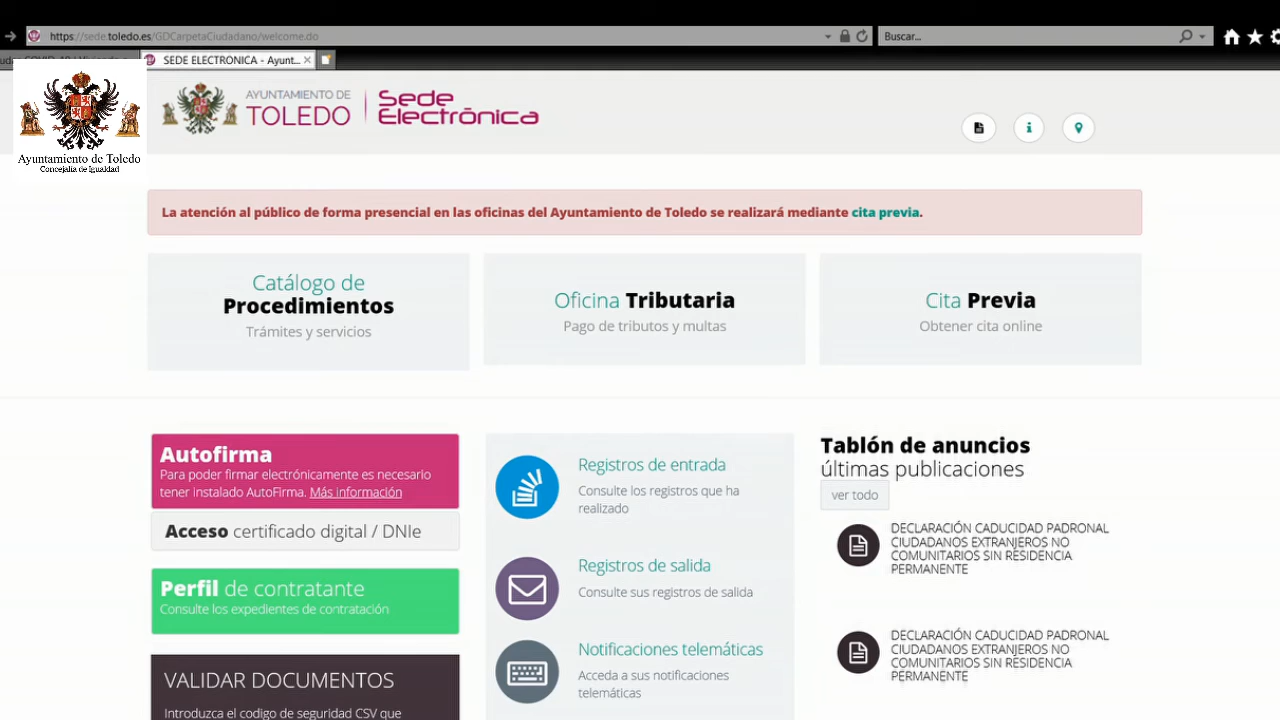 https://sede.toledo.es/GDCarpetaCiudadano/welcome.do
Buscar...
SEDE ELECTRÓNICA - Ayunt...
Ayuntamiento de Toledo
Concejalía de Igualdad
AYUNTAMIENTO DE
TOLEDO
Sede
Electrónica
La atención al público de forma presencial en las oficinas del Ayuntamiento de Toledo se realizará mediante cita previa.
Catálogo de
Procedimientos
Trámites y servicios
Oficina Tributaria
Pago de tributos y multas
Cita Previa
Obtener cita online
Autofirma
Para poder firmar electrónicamente es necesario
tener instalado AutoFirma. Más información
Acceso certificado digital / DNIe
Perfil de contratante
Consulte los expedientes de contratación
VALIDAR DOCUMENTOS
Introduzca el codigo de seguridad CSV que
Registros de entrada
Consulte los registros que ha
realizado
Registros de salida
Consulte sus registros de salida
Notificaciones telemáticas
Acceda a sus notificaciones
telemáticas
Tablón de anuncios
últimas publicaciones
ver todo
DECLARACIÓN CADUCIDAD PADRONAL
CIUDADANOS EXTRANJEROS NO
COMUNITARIOS SIN RESIDENCIA
PERMANENTE
DECLARACIÓN CADUCIDAD PADRONAL
CIUDADANOS EXTRANJEROS NO
COMUNITARIOS SIN RESIDENCIA
PERMANENTE